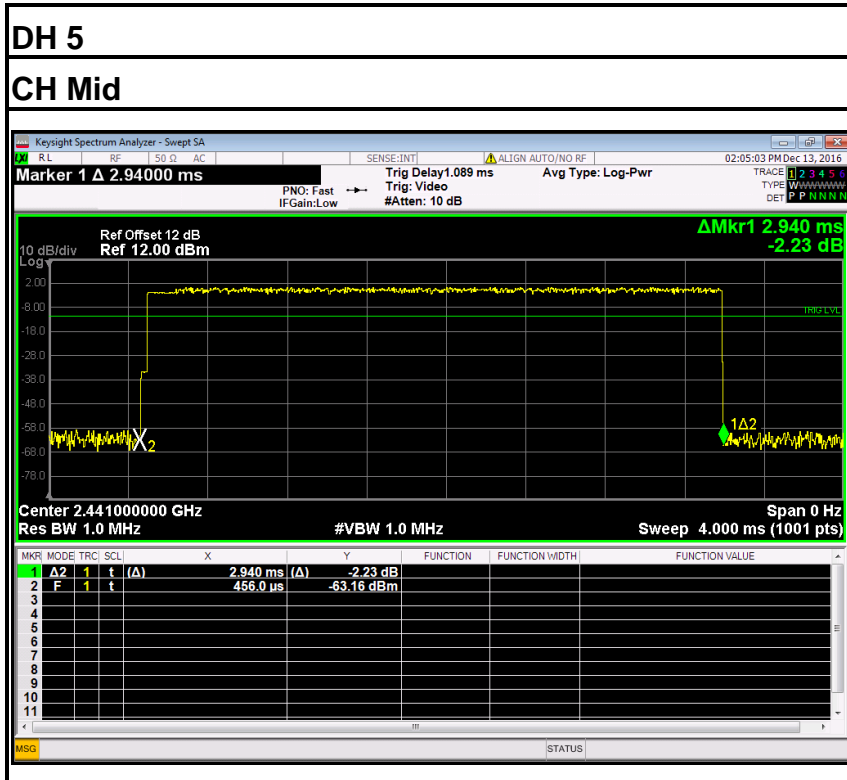 DH 5
CH Mid
Keysight Spectrum Analyzer - Swept SA
LXI RL RF 50 Ω AC SENSE:INT ALIGN AUTO/NO RF 02:05:03 PM Dec 13, 2016
Marker 1 Δ 2.94000 ms
PNO: Fast
IFGain:Low
Trig Delay1.089 ms
Trig: Video
#Atten: 10 dB
Avg Type: Log-Pwr
TRACE 1 2 3 4 5 6
TYPE WWWWWW
DET P P N N N N
ΔMkr1 2.940 ms
-2.23 dB
Ref Offset 12 dB
10 dB/div Ref 12.00 dBm
Log
2.00
-8.00
TRIG LVL
-18.0
-28.0
-38.0
-48.0
-58.0
1Δ2
2
-68.0
-78.0
Center 2.441000000 GHz Span 0 Hz
Res BW 1.0 MHz #VBW 1.0 MHz Sweep 4.000 ms (1001 pts)
MKR MODE TRC SCL X Y FUNCTION FUNCTION WIDTH FUNCTION VALUE
1 Δ2 1 t (Δ) 2.940 ms (Δ) -2.23 dB
2 F 1 t 456.0 µs -63.16 dBm
3
4
5
6
7
8
9
10
11
MSG STATUS